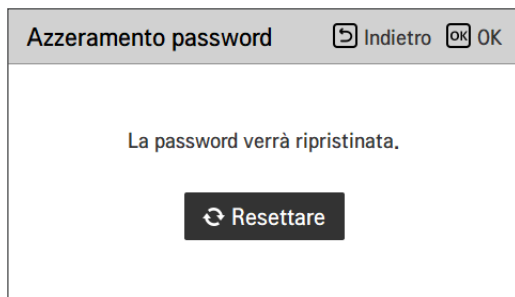 Azzeramento password Indietro OK OK
La password verrà ripristinata.
Resettare